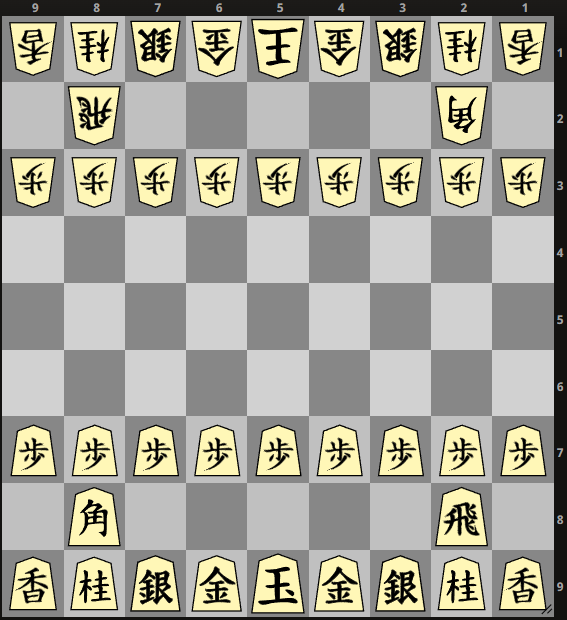 9 8 7 6 5 4 3 2 1
香 桂 銀 金 王 金 銀 桂 香 1
飛 角 2
歩 歩 歩 歩 歩 歩 歩 歩 歩 3
4
5
6
歩 歩 歩 歩 歩 歩 歩 歩 歩 7
角 飛 8
香 桂 銀 金 玉 金 銀 桂 香 9